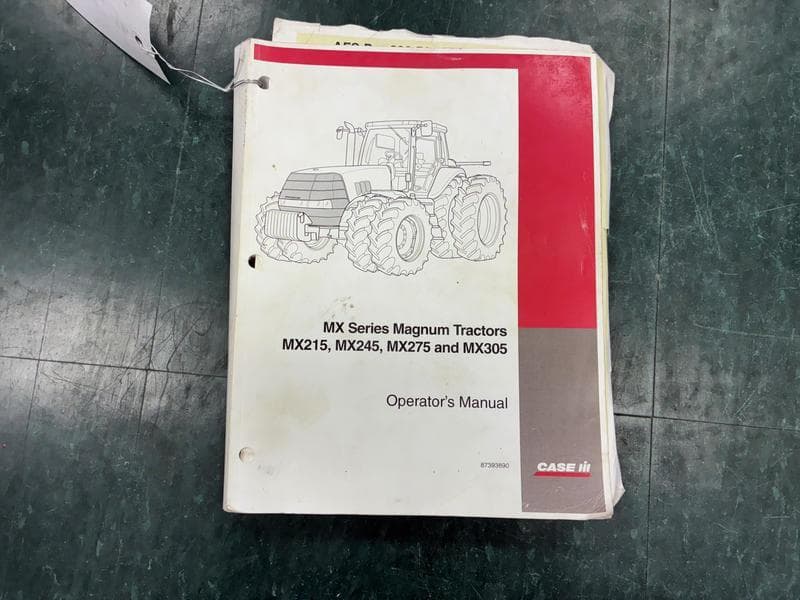 MX Series Magnum Tractors
MX215, MX245, MX275 and MX305
Operator's Manual
87393890
CASE IH